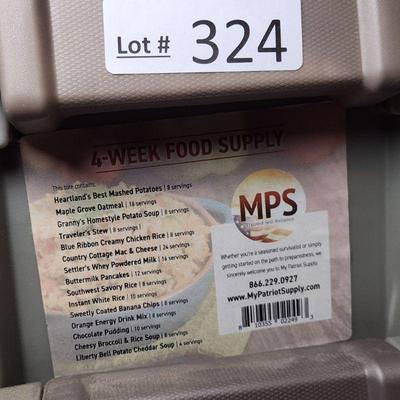 Lot # 324
4-WEEK FOOD SUPPLY
This tote contains:
Heartland's Best Mashed Potatoes | 8 servings
Maple Grove Oatmeal | 18 servings
Granny's Homestyle Potato Soup | 8 servings
Traveler's Stew | 8 servings
Blue Ribbon Creamy Chicken Rice | 8 servings
Country Cottage Mac & Cheese | 24 servings
Settler's Whey Powdered Milk | 16 servings
Buttermilk Pancakes | 12 servings
Southwest Savory Rice | 8 servings
Instant White Rice | 10 servings
Sweetly Coated Banana Chips | 8 servings
Orange Energy Drink Mix | 8 servings
Chocolate Pudding | 10 servings
Cheesy Broccoli & Rice Soup | 8 servings
Liberty Bell Potato Cheddar Soup | 4 servings
MPS
Whether you're a seasoned survivalist or simply
getting started on the path to preparedness, we
sincerely welcome you to My Patriot Supply.
866.229.0927
www.MyPatriotSupply.com
8 10355 02249 3